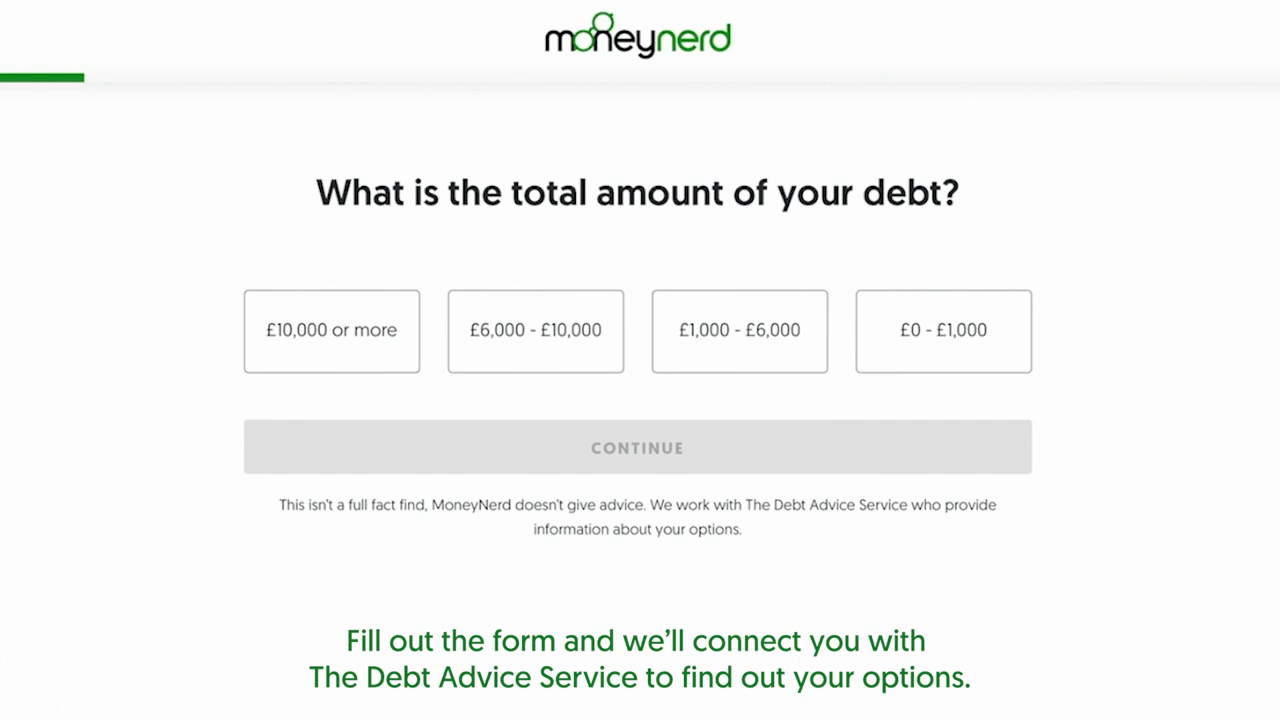 moneynerd
What is the total amount of your debt?
£10,000 or more
£6,000 - £10,000
£1,000 - £6,000
£0 - £1,000
CONTINUE
This isn't a full fact find, MoneyNerd doesn't give advice. We work with The Debt Advice Service who provide
information about your options.
Fill out the form and we'll connect you with
The Debt Advice Service to find out your options.